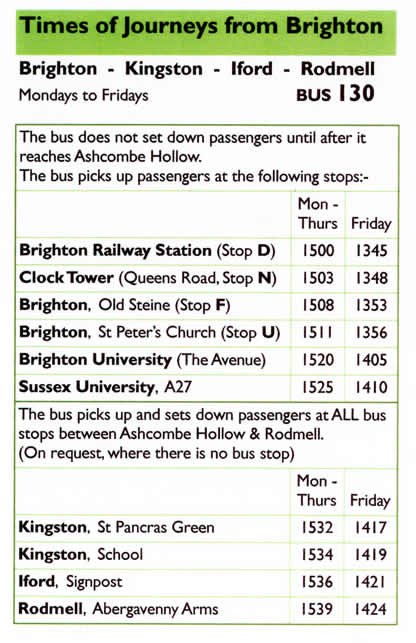 Times of Journeys from Brighton
Brighton - Kingston - Iford - Rodmell
Mondays to Fridays BUS 130
The bus does not set down passengers until after it
reaches Ashcombe Hollow.
The bus picks up passengers at the following stops:-
Mon -
Thurs Friday
Brighton Railway Station (Stop D) 1500 1345
Clock Tower (Queens Road, Stop N) 1503 1348
Brighton, Old Steine (Stop F) 1508 1353
Brighton, St Peter's Church (Stop U) 1511 1356
Brighton University (The Avenue) 1520 1405
Sussex University, A27 1525 1410
The bus picks up and sets down passengers at ALL bus
stops between Ashcombe Hollow & Rodmell.
(On request, where there is no bus stop)
Mon -
Thurs Friday
Kingston, St Pancras Green 1532 1417
Kingston, School 1534 1419
Iford, Signpost 1536 1421
Rodmell, Abergavenny Arms 1539 1424